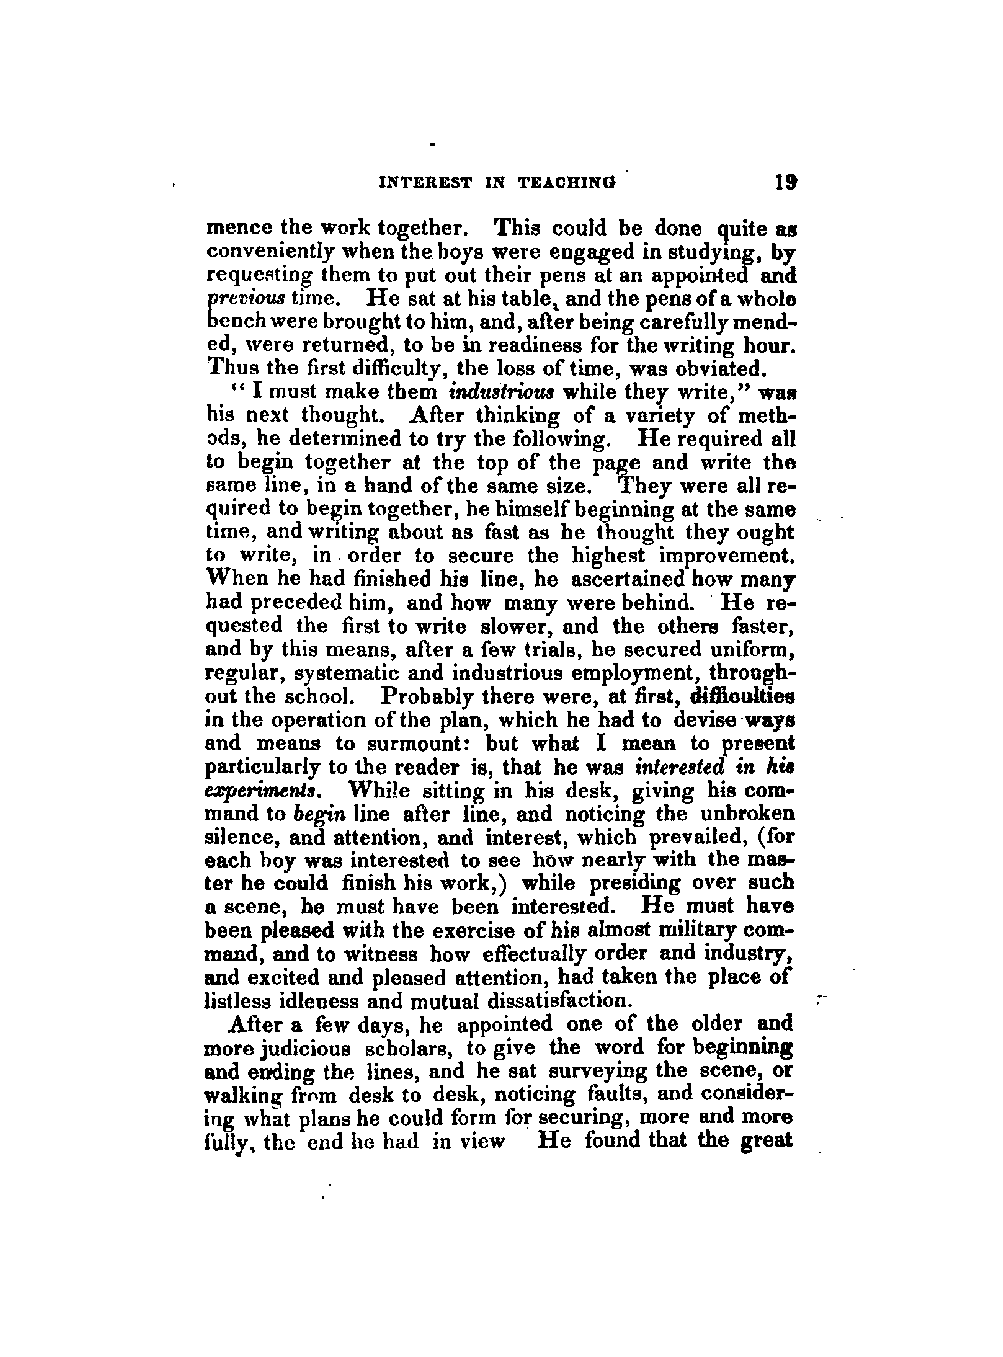 INTEREST IN TEACHING 19
mence the work together. This could be done quite as
conveniently when the boys were engaged in studying, by
requesting them to put out their pens at an appointed and
previous time. He sat at his table, and the pens of a whole
bench were brought to him, and, after being carefully mend-
ed, were returned, to be in readiness for the writing hour.
Thus the first difficulty, the loss of time, was obviated.
“ I must make them industrious while they write,” was
his next thought. After thinking of a variety of meth-
ods, he determined to try the following. He required all
to begin together at the top of the page and write the
same line, in a hand of the same size. They were all re-
quired to begin together, he himself beginning at the same
time, and writing about as fast as he thought they ought
to write, in order to secure the highest improvement.
When he had finished his line, he ascertained how many
had preceded him, and how many were behind. He re-
quested the first to write slower, and the others faster,
and by this means, after a few trials, he secured uniform,
regular, systematic and industrious employment, through-
out the school. Probably there were, at first, difficulties
in the operation of the plan, which he had to devise ways
and means to surmount: but what I mean to present
particularly to the reader is, that he was interested in his
experiments. While sitting in his desk, giving his com-
mand to begin line after line, and noticing the unbroken
silence, and attention, and interest, which prevailed, (for
each boy was interested to see how nearly with the mas-
ter he could finish his work,) while presiding over such
a scene, he must have been interested. He must have
been pleased with the exercise of his almost military com-
mand, and to witness how effectually order and industry,
and excited and pleased attention, had taken the place of
listless idleness and mutual dissatisfaction.
After a few days, he appointed one of the older and
more judicious scholars, to give the word for beginning
and ending the lines, and he sat surveying the scene, or
walking from desk to desk, noticing faults, and consider-
ing what plans he could form for securing, more and more
fully, the end he had in view He found that the great